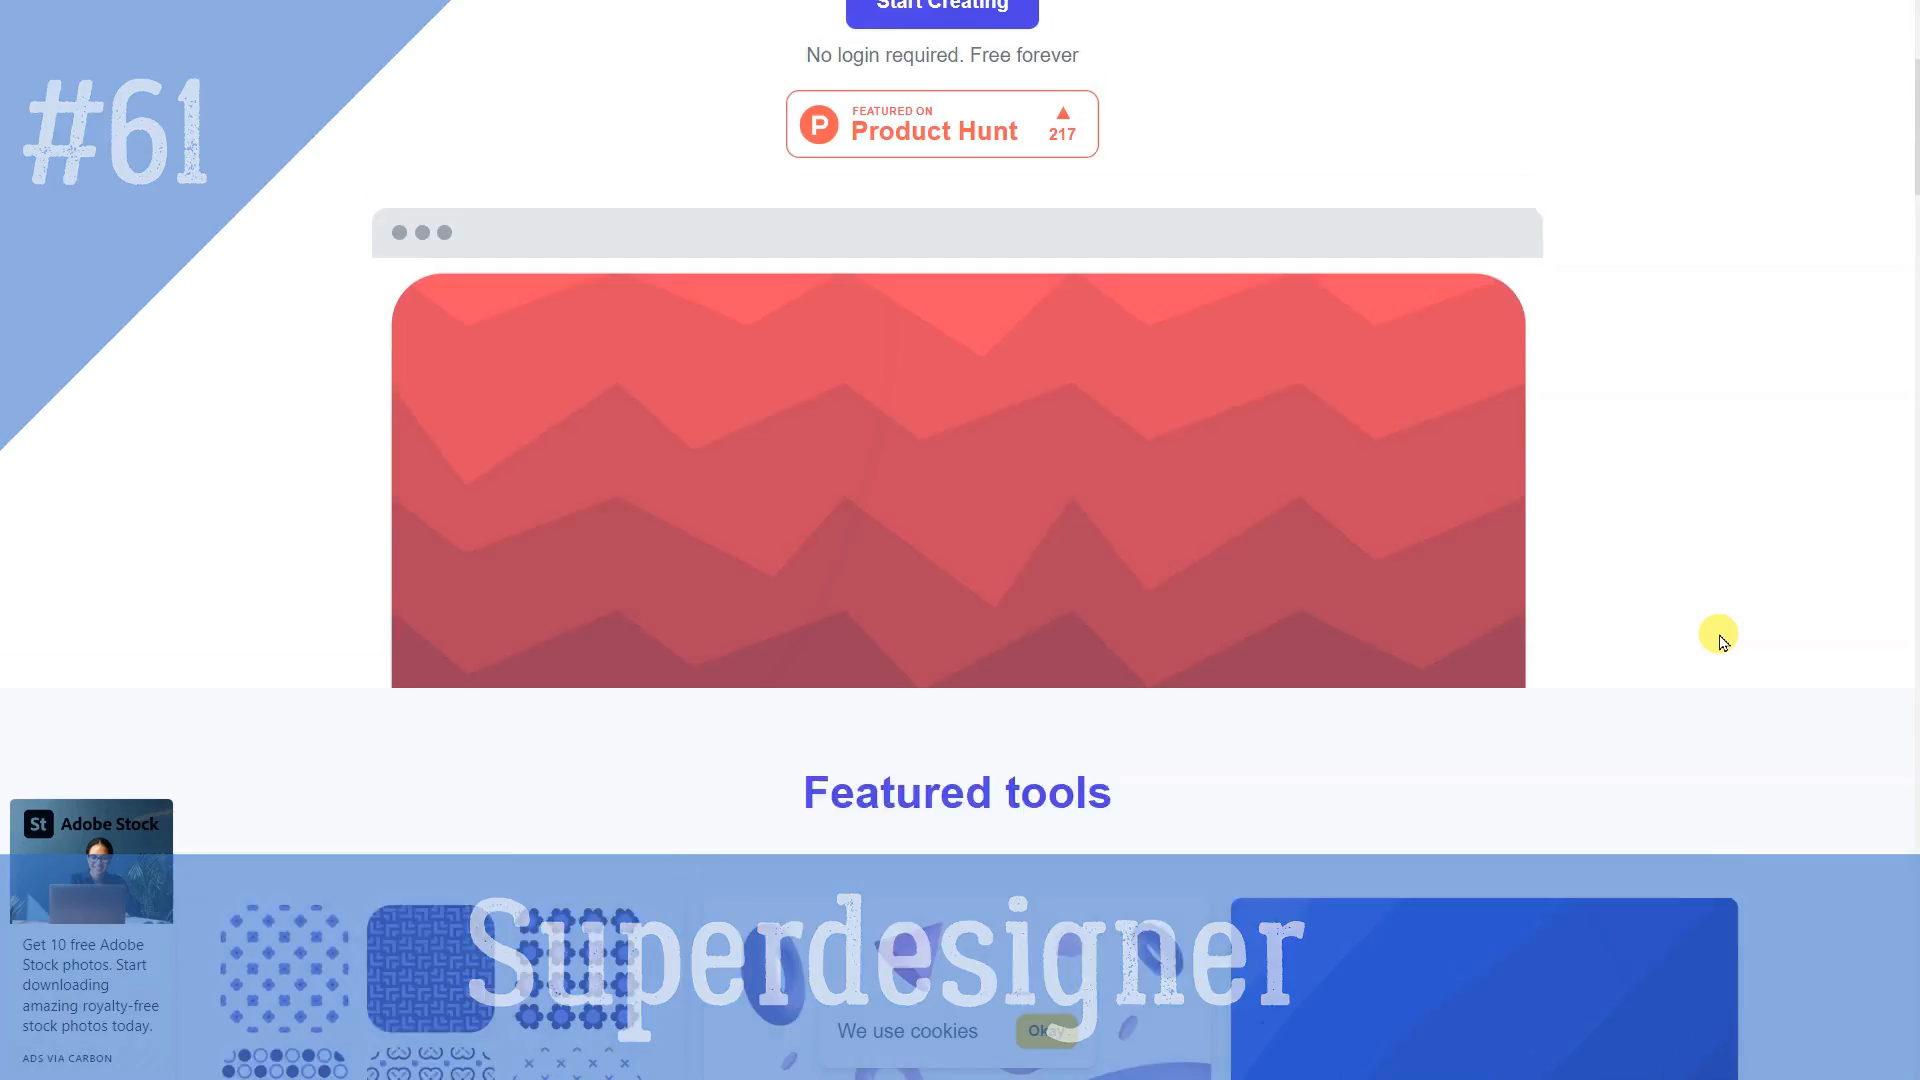 Start Creating
#61
No login required. Free forever
FEATURED ON
Product Hunt
217
Featured tools
St Adobe Stock
Superdesigner
Get 10 free Adobe
Stock photos. Start
downloading
amazing royalty-free
stock photos today.
We use cookies
Okay
ADS VIA CARBON